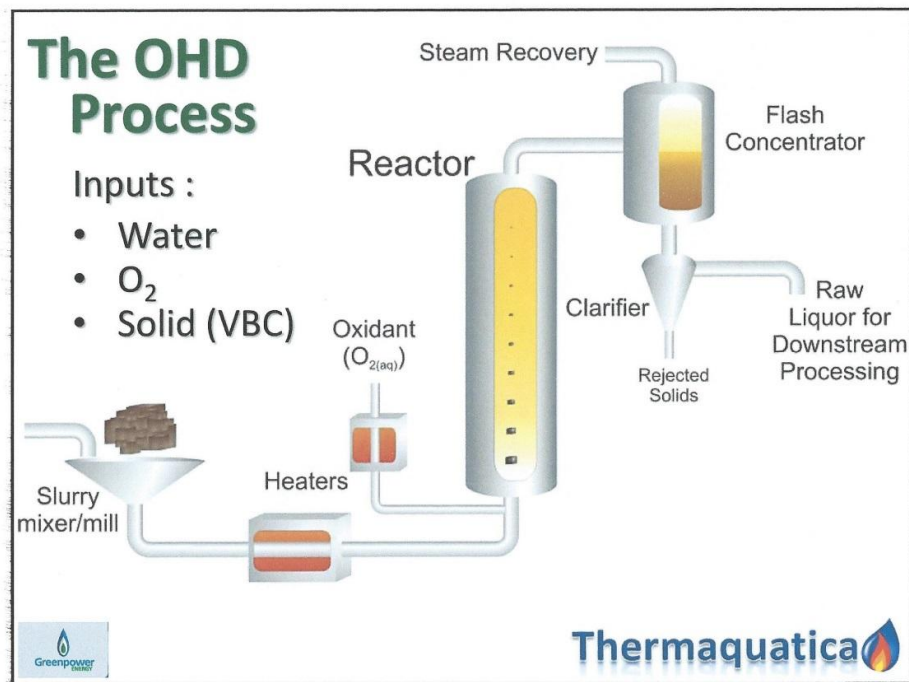 The OHD
Process
Inputs :
• Water
• O₂
• Solid (VBC)
Steam Recovery
Flash
Concentrator
Reactor
Clarifier
Raw
Liquor for
Downstream
Processing
Rejected
Solids
Oxidant
(O₂(aq))
Heaters
Slurry
mixer/mill
Greenpower
ENERGY
Thermaquatica